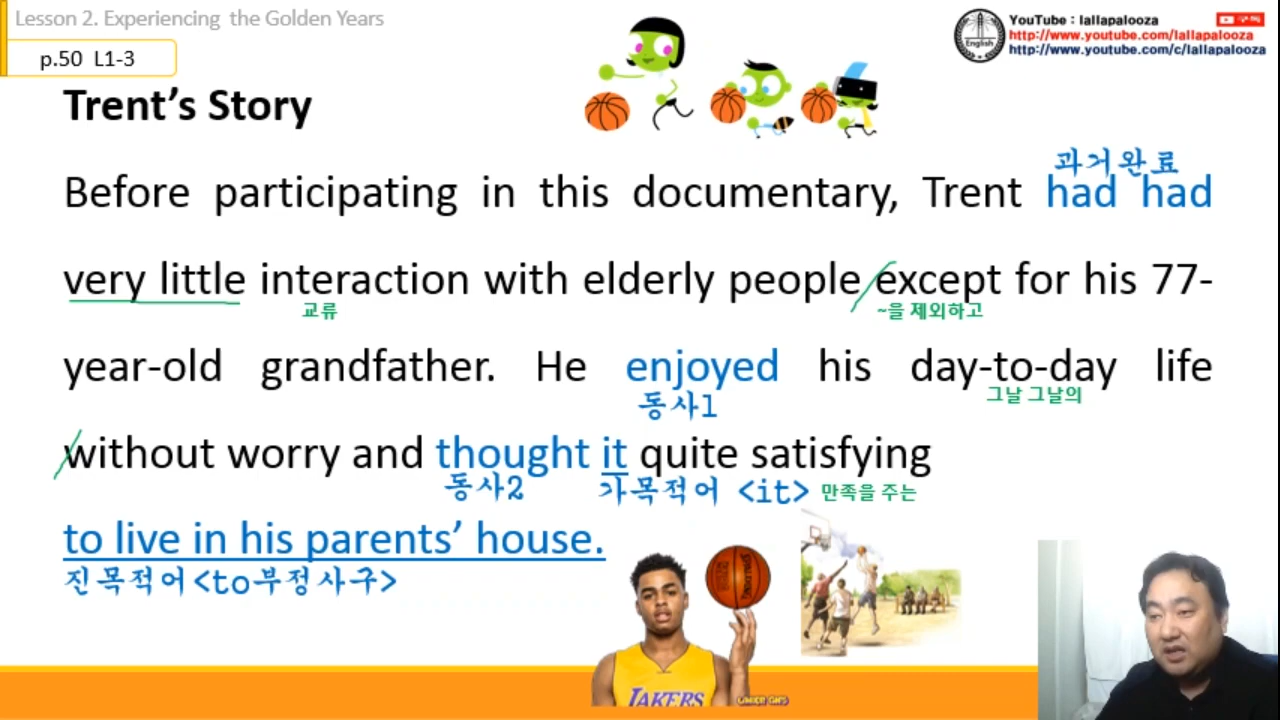 Lesson 2. Experiencing the Golden Years
YouTube : lallapalooza
http://www.youtube.com/lallapalooza
http://www.youtube.com/c/lallapalooza
English
p.50 L1-3
Trent's Story
과거완료
Before participating in this documentary, Trent had had
very little interaction with elderly people except for his 77-
교류
~을 제외하고
year-old grandfather. He enjoyed his day-to-day life
동사1
그날 그날의
without worry and thought it quite satisfying
동사2
가목적어 <it>
만족을 주는
to live in his parents' house.
진목적어<to부정사구>
LAKERS